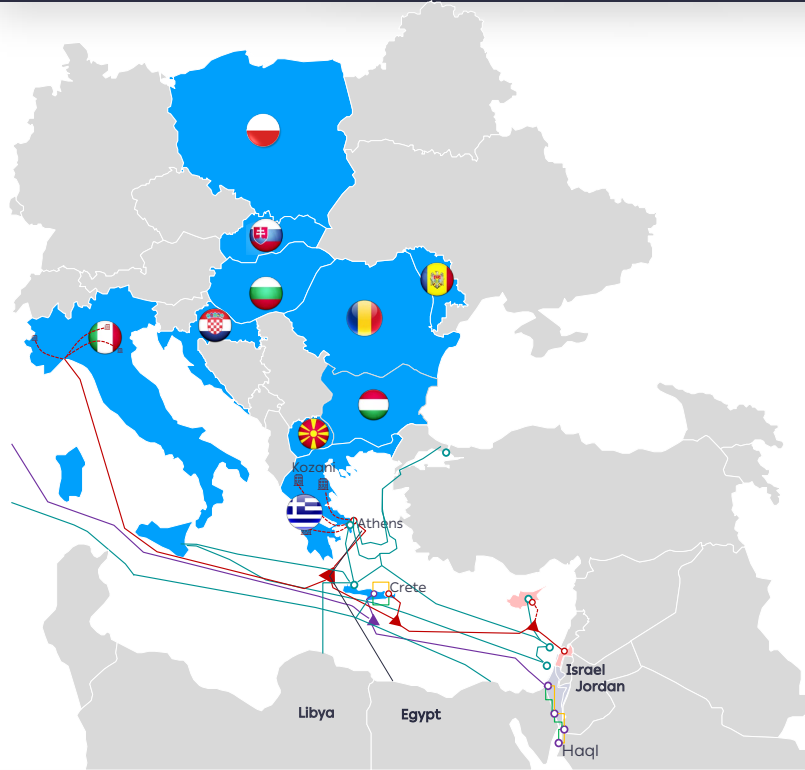 Kozani
Athens
Crete
Israel
Jordan
Libya
Egypt
Haql